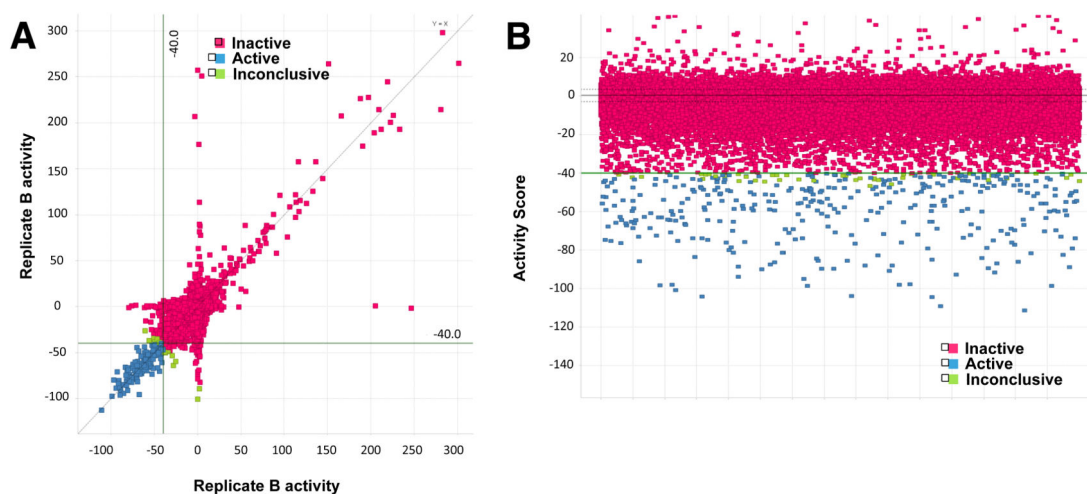 A
Y = X
-40.0
Inactive
Active
Inconclusive
300
250
200
150
100
50
0
-50
-100
Replicate B activity
-40.0
-100
-50
0
50
100
150
200
250
300
Replicate B activity
B
20
0
-20
-40
-60
-80
-100
-120
-140
Activity Score
Inactive
Active
Inconclusive